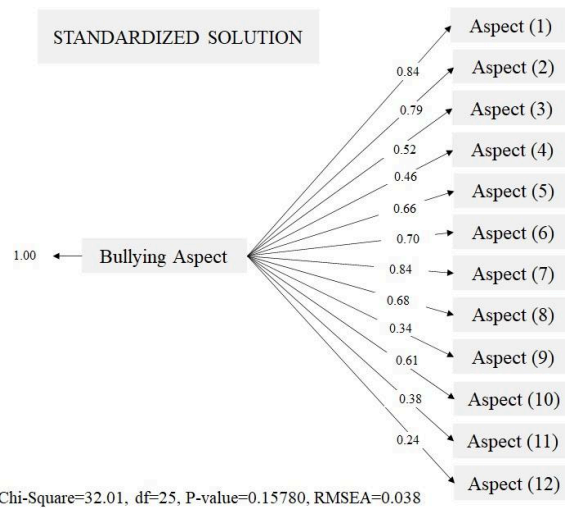 STANDARDIZED SOLUTION
Aspect (1)
0.84
Aspect (2)
0.79
Aspect (3)
0.52
Aspect (4)
0.46
Aspect (5)
0.66
Aspect (6)
0.70
1.00
Bullying Aspect
Aspect (7)
0.84
Aspect (8)
0.68
Aspect (9)
0.34
Aspect (10)
0.61
Aspect (11)
0.38
Aspect (12)
0.24
Chi-Square=32.01, df=25, P-value=0.15780, RMSEA=0.038